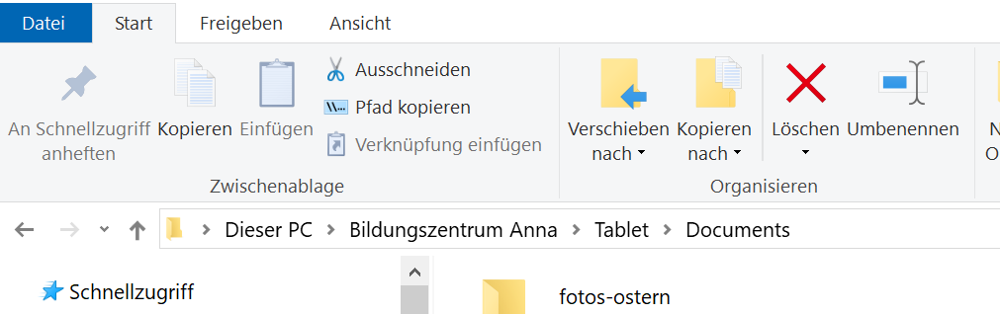 Datei Start Freigeben Ansicht
An Schnellzugriff anheften
Kopieren
Einfügen
Ausschneiden
Pfad kopieren
Verknüpfung einfügen
Zwischenablage
Verschieben nach
Kopieren nach
Löschen
Umbenennen
Organisieren
Dieser PC > Bildungszentrum Anna > Tablet > Documents
Schnellzugriff
fotos-ostern